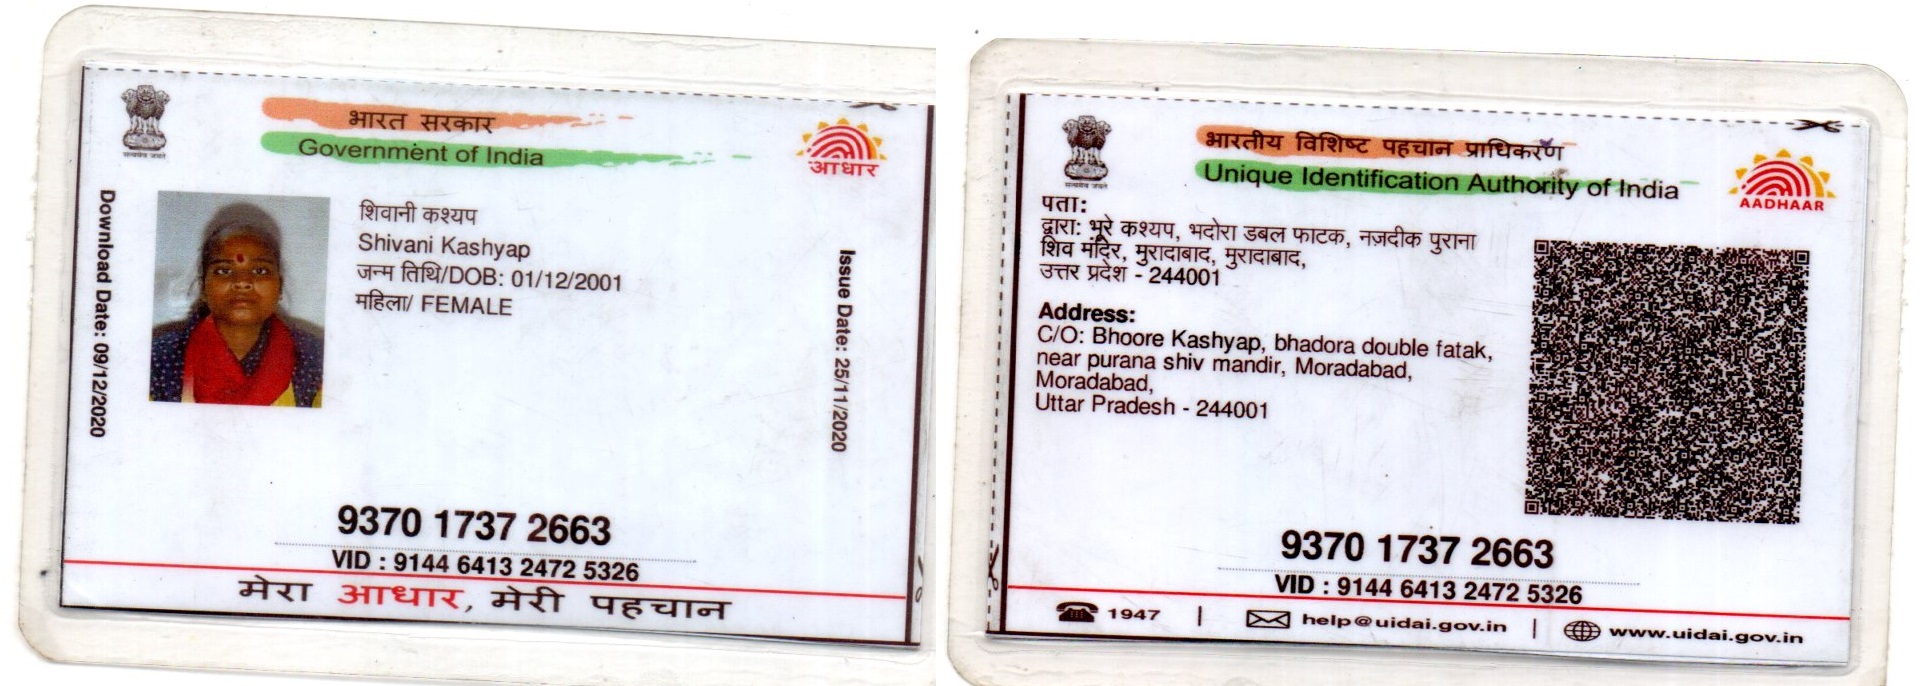 भारत सरकार
Government of India
आधार
Download Date: 09/12/2020
शिवानी कश्यप
Shivani Kashyap
जन्म तिथि/DOB: 01/12/2001
महिला/ FEMALE
Issue Date: 25/11/2020
9370 1737 2663
VID : 9144 6413 2472 5326
मेरा आधार, मेरी पहचान
भारतीय विशिष्ट पहचान प्राधिकरण
Unique Identification Authority of India
AADHAAR
पता:
द्वारा: भूरे कश्यप, भदोरा डबल फाटक, नज़दीक पुराना
शिव मंदिर, मुरादाबाद, मुरादाबाद,
उत्तर प्रदेश - 244001
Address:
C/O: Bhoore Kashyap, bhadora double fatak,
near purana shiv mandir, Moradabad,
Moradabad,
Uttar Pradesh - 244001
9370 1737 2663
VID : 9144 6413 2472 5326
1947 | help@uidai.gov.in | www.uidai.gov.in